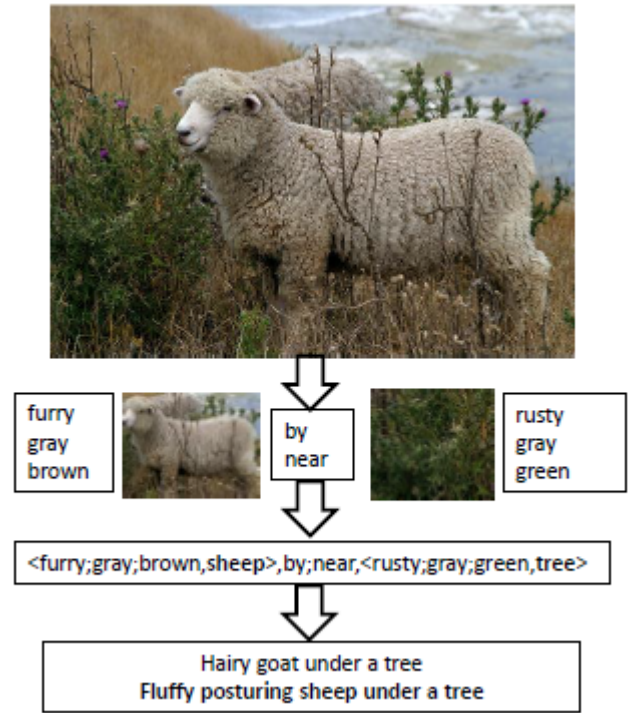 furry
gray
brown
by
near
rusty
gray
green
<furry;gray;brown,sheep>,by;near,<rusty;gray;green,tree>
Hairy goat under a tree
Fluffy posturing sheep under a tree